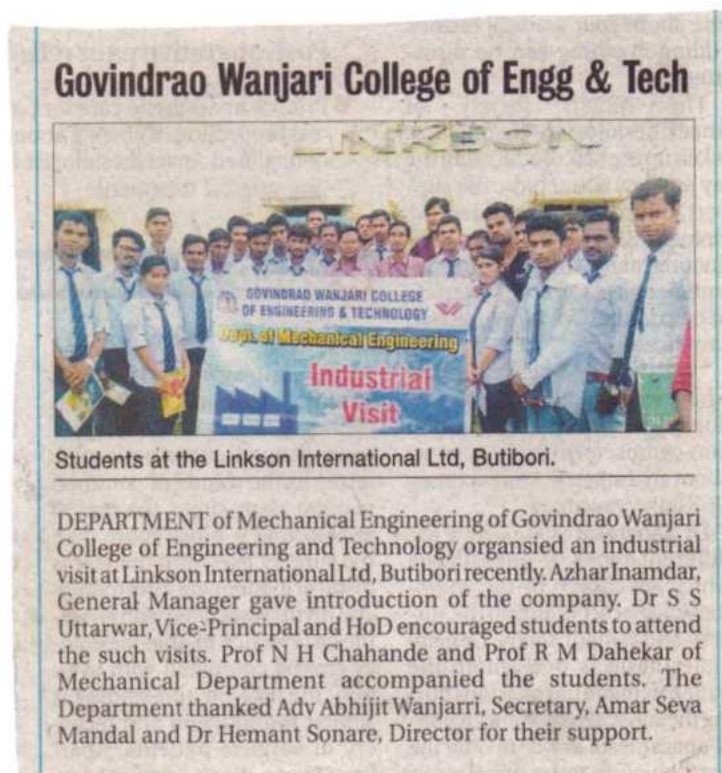 Govindrao Wanjari College of Engg & Tech
LINKSON
GOVINDRAO WANJARI COLLEGE
OF ENGINEERING & TECHNOLOGY
Dept. of Mechanical Engineering
Industrial
Visit
Students at the Linkson International Ltd, Butibori.
DEPARTMENT of Mechanical Engineering of Govindrao Wanjari
College of Engineering and Technology organsied an industrial
visit at Linkson International Ltd, Butibori recently. Azhar Inamdar,
General Manager gave introduction of the company. Dr S S
Uttarwar, Vice-Principal and HoD encouraged students to attend
the such visits. Prof N H Chahande and Prof R M Dahekar of
Mechanical Department accompanied the students. The
Department thanked Adv Abhijit Wanjarri, Secretary, Amar Seva
Mandal and Dr Hemant Sonare, Director for their support.